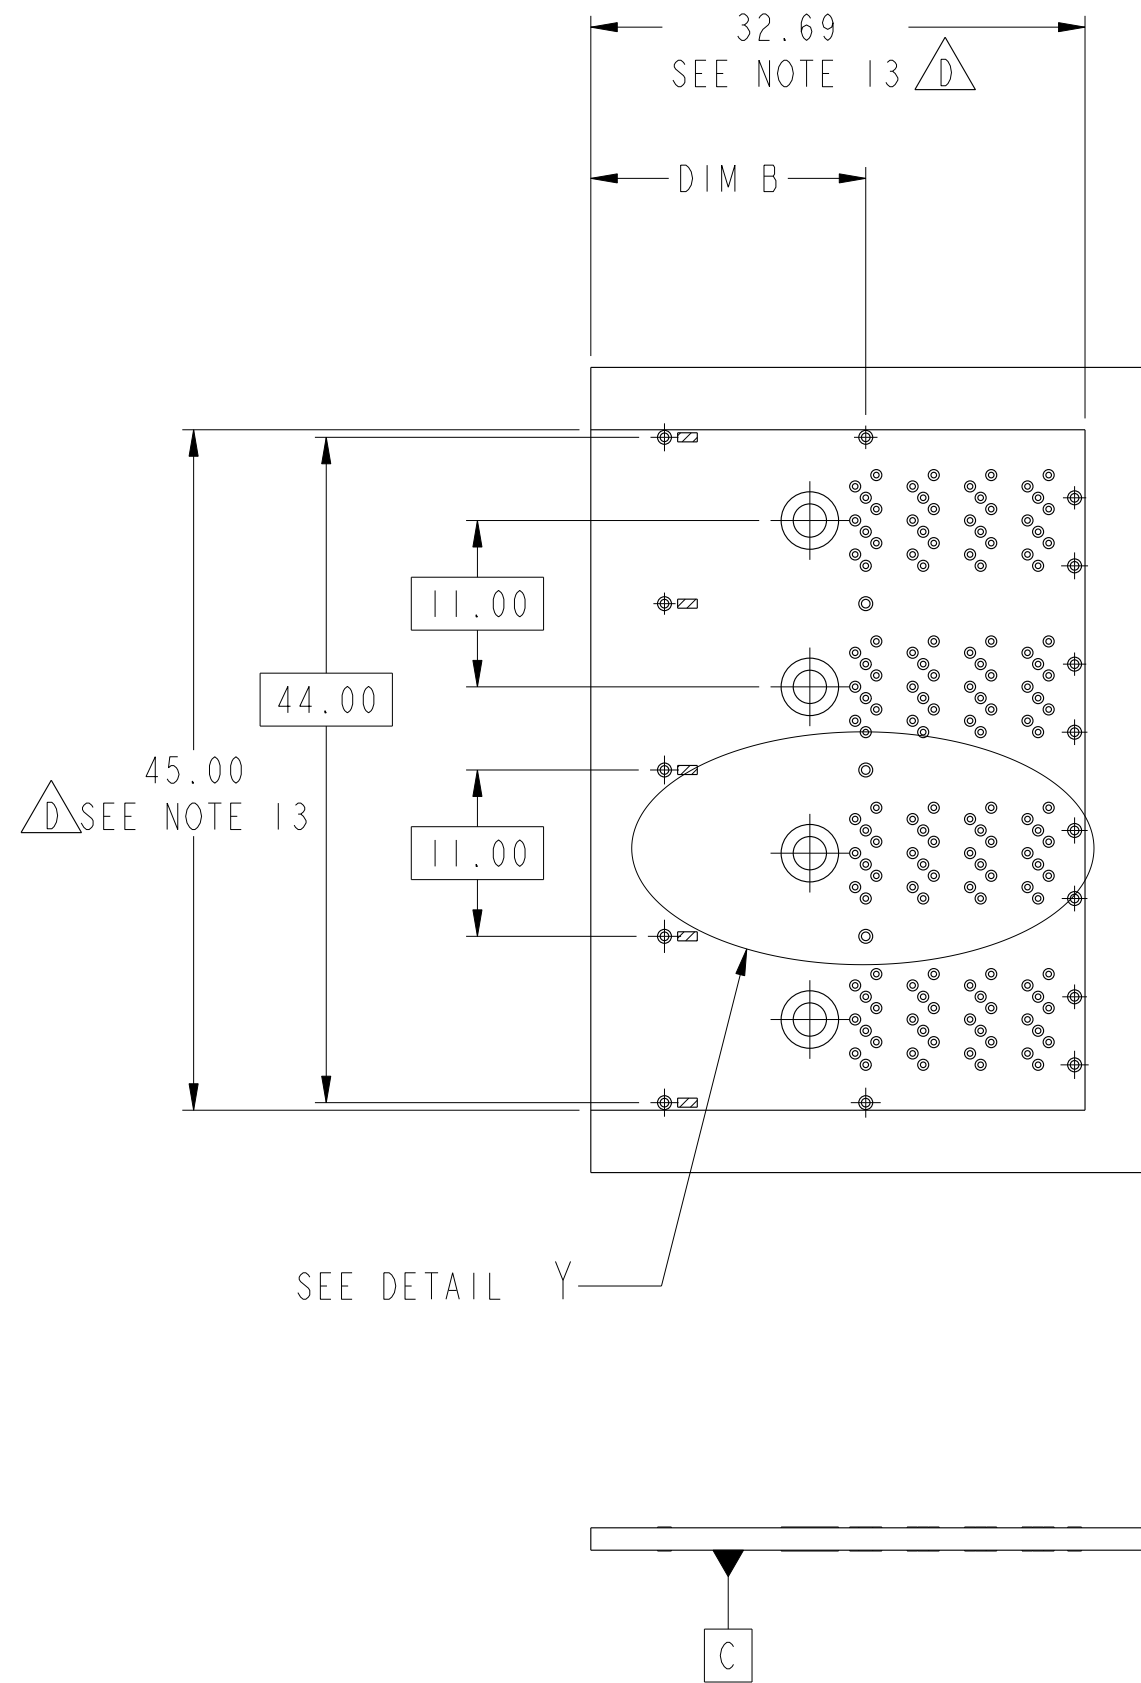 32.69
SEE NOTE 13 D
DIM B
11.00
44.00
45.00
D SEE NOTE 13
11.00
SEE DETAIL Y
C